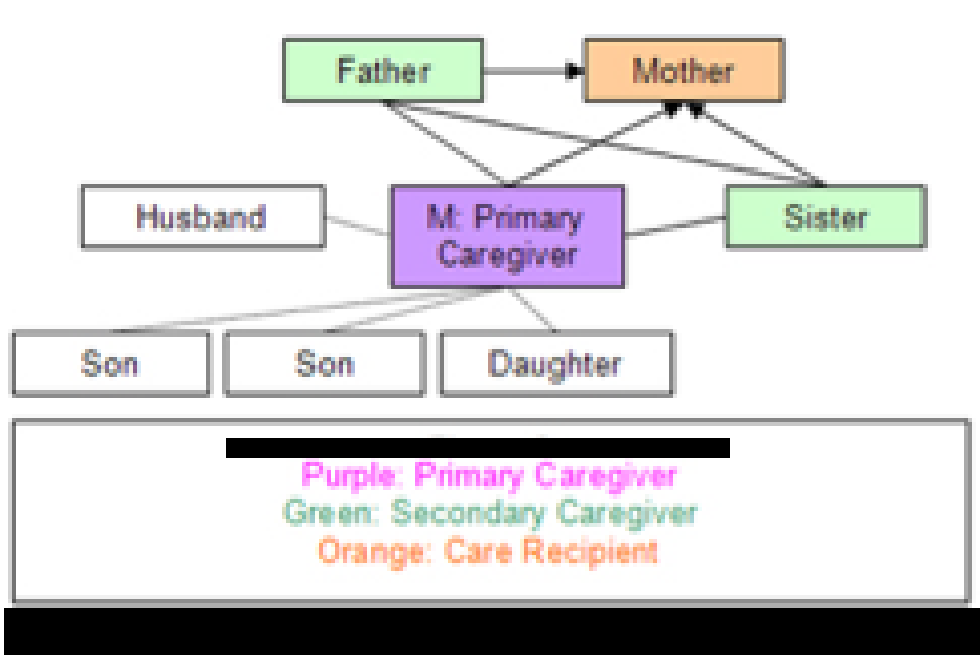 Father
Mother
Husband
M: Primary
Caregiver
Sister
Son
Son
Daughter
Purple: Primary Caregiver
Green: Secondary Caregiver
Orange: Care Recipient